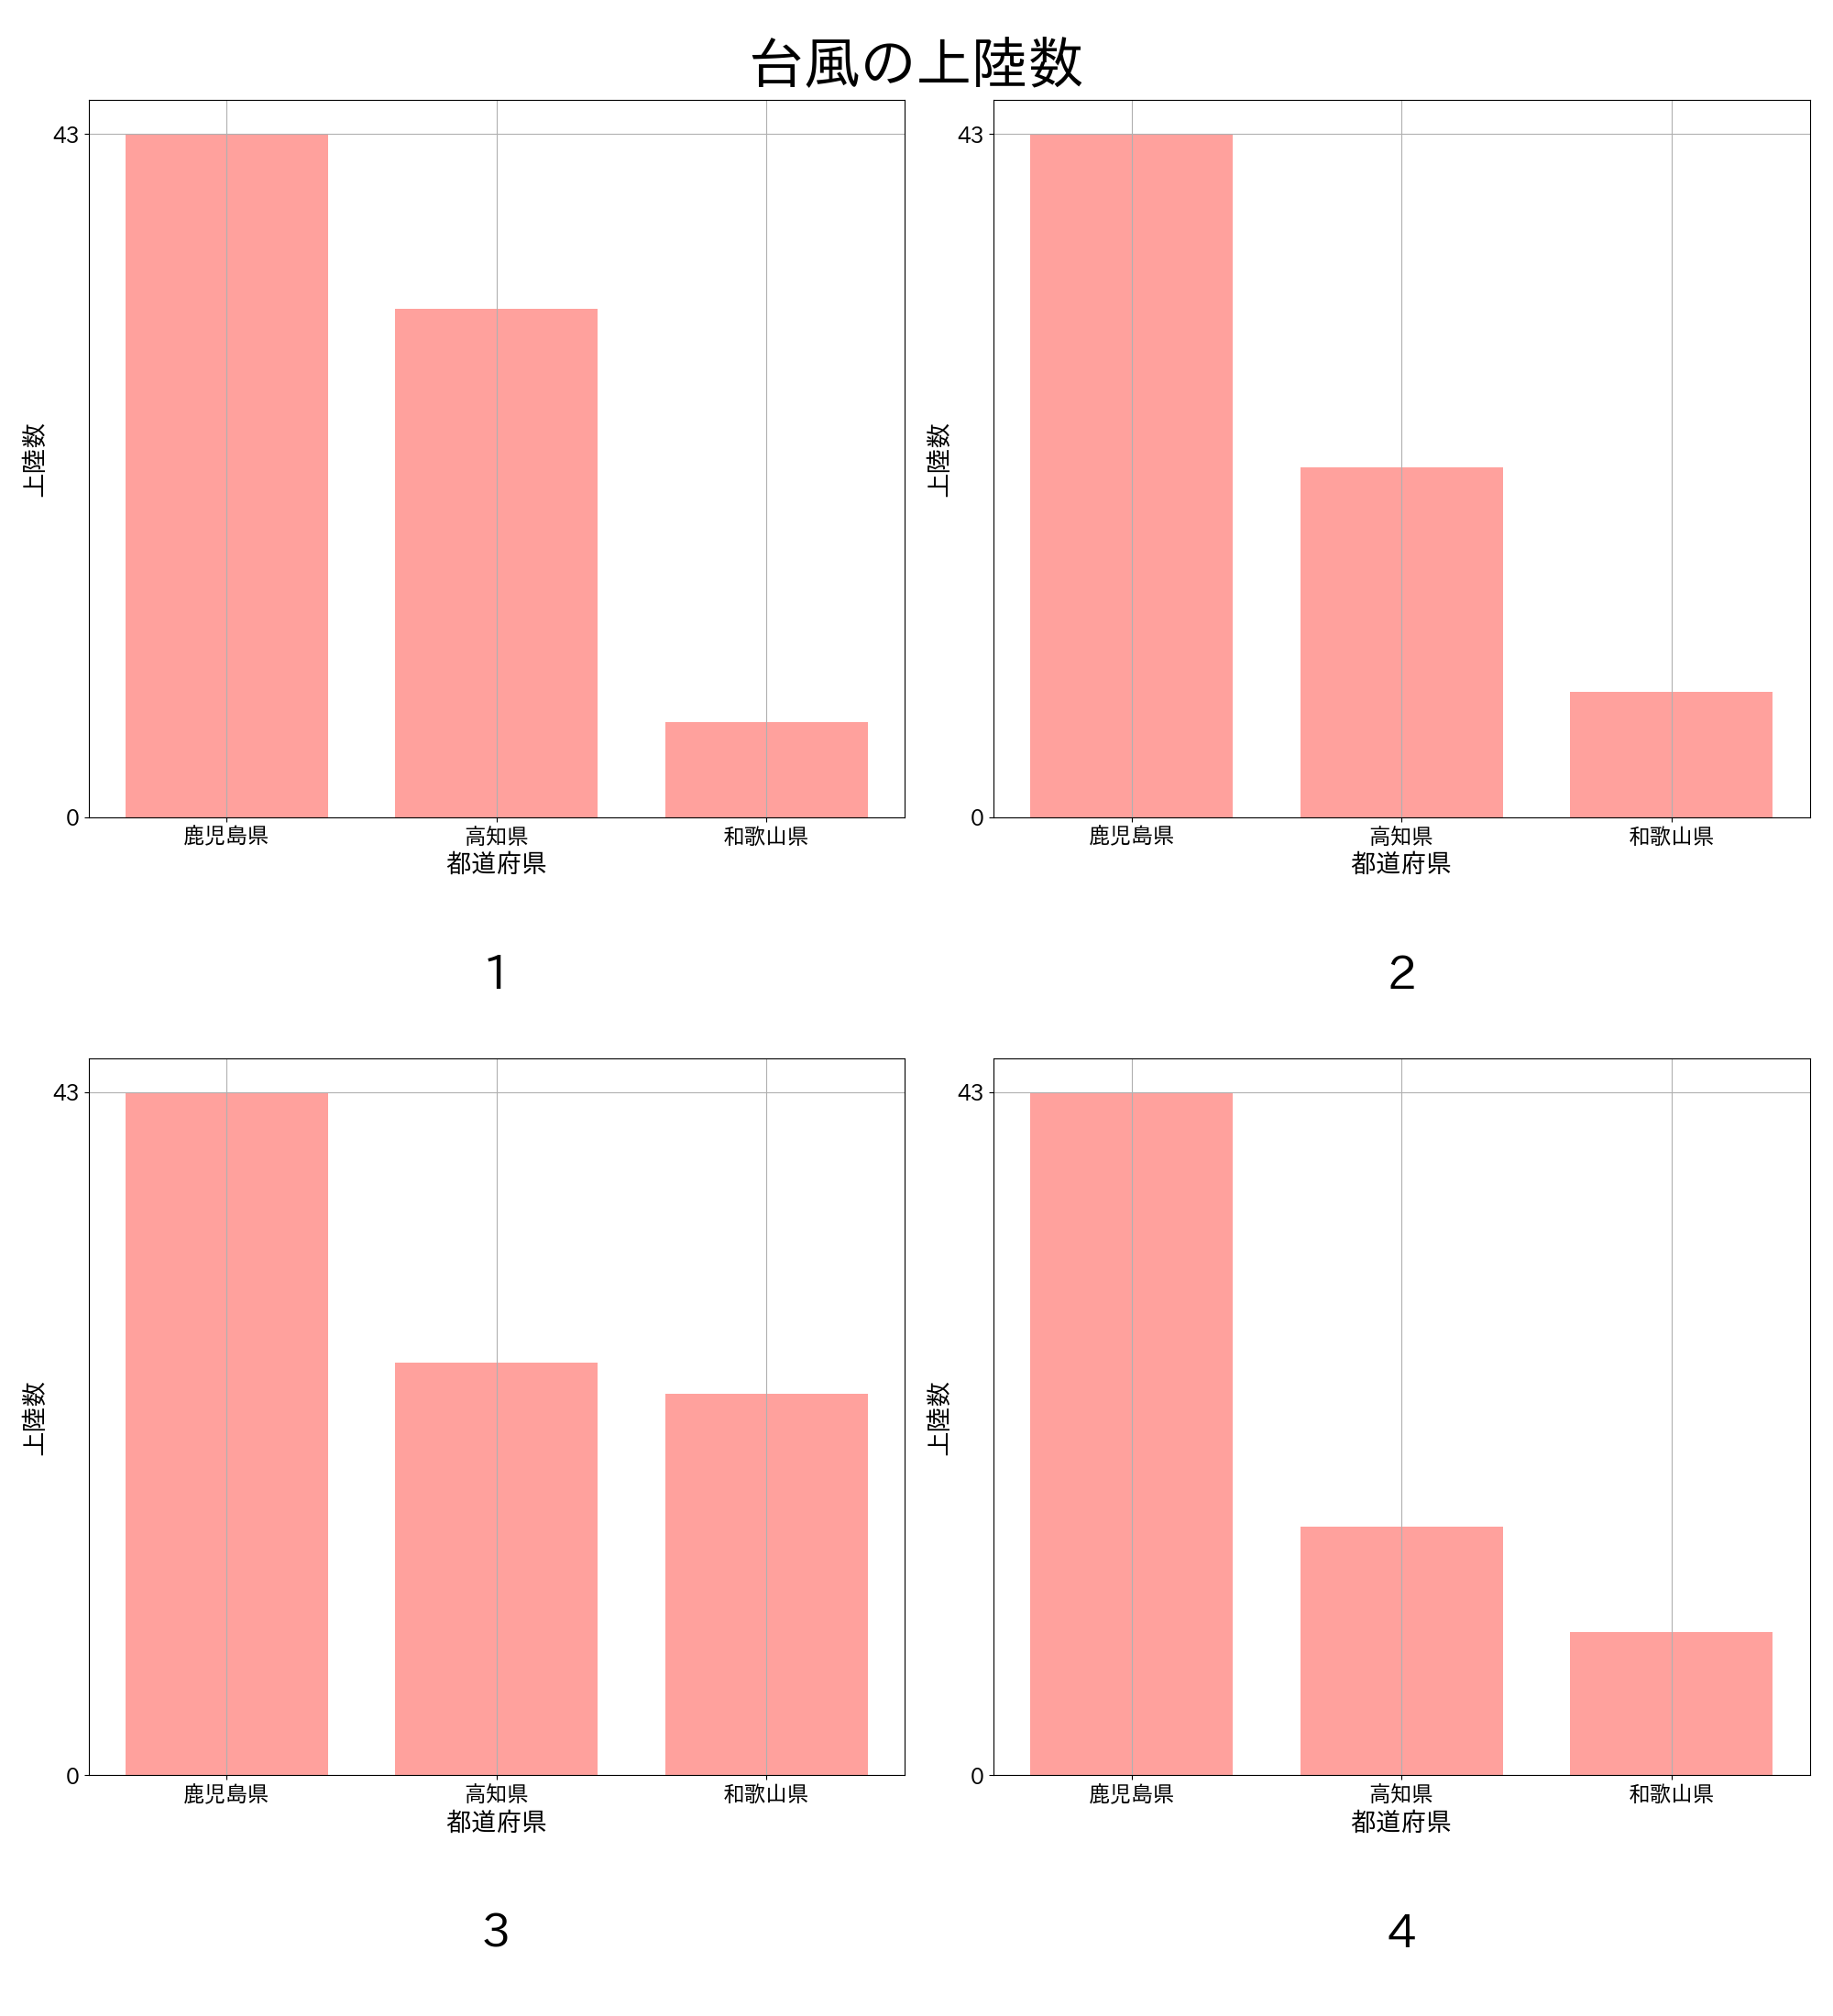 台風の上陸数
43
0
上陸数
鹿児島県 高知県 和歌山県
都道府県
1
43
0
上陸数
鹿児島県 高知県 和歌山県
都道府県
2
43
0
上陸数
鹿児島県 高知県 和歌山県
都道府県
3
43
0
上陸数
鹿児島県 高知県 和歌山県
都道府県
4